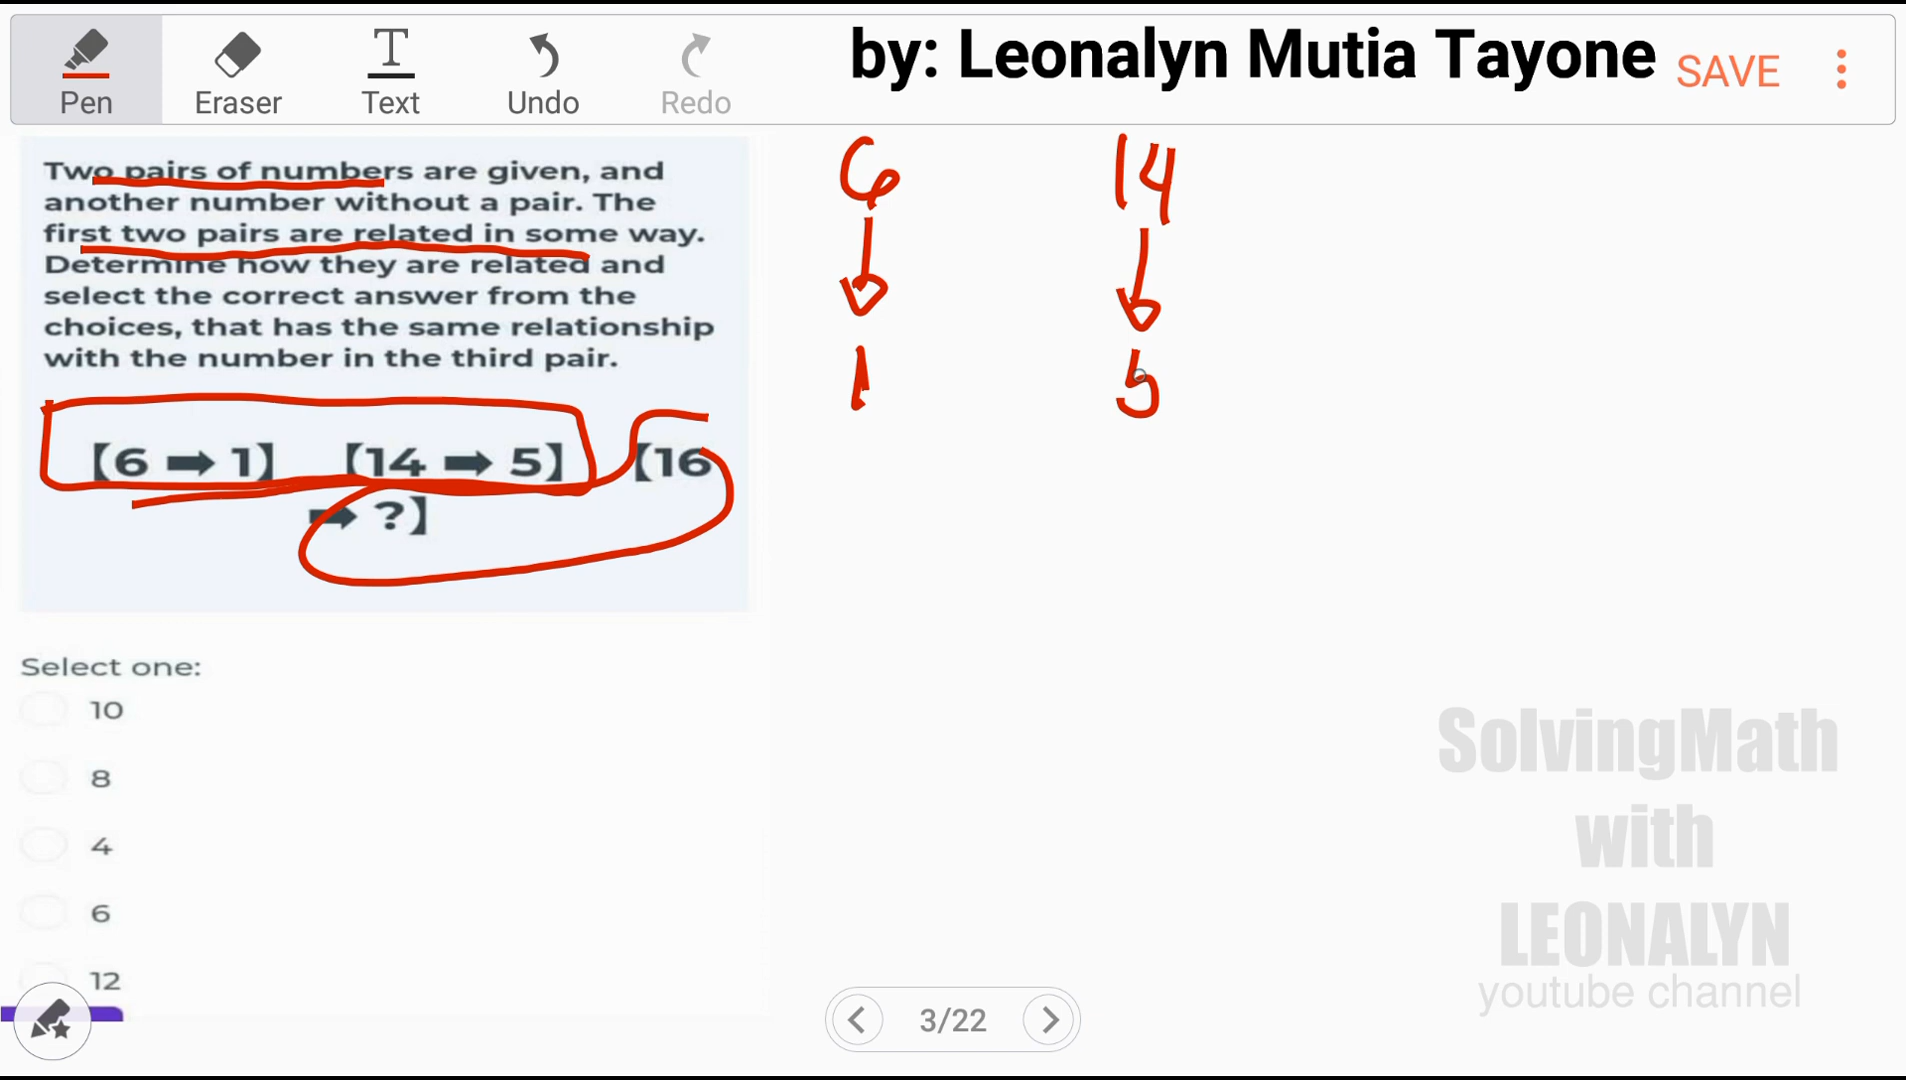 by: Leonalyn Mutia Tayone
SAVE
Pen
Eraser
Text
Undo
Redo
Two pairs of numbers are given, and
another number without a pair. The
first two pairs are related in some way.
Determine how they are related and
select the correct answer from the
choices, that has the same relationship
with the number in the third pair.
【6 ➡ 1】 【14 ➡ 5】 【16
➡ ?】
6 14
1 5
Select one:
10
8
4
6
12
3/22
SolvingMath
with
LEONALYN
youtube channel